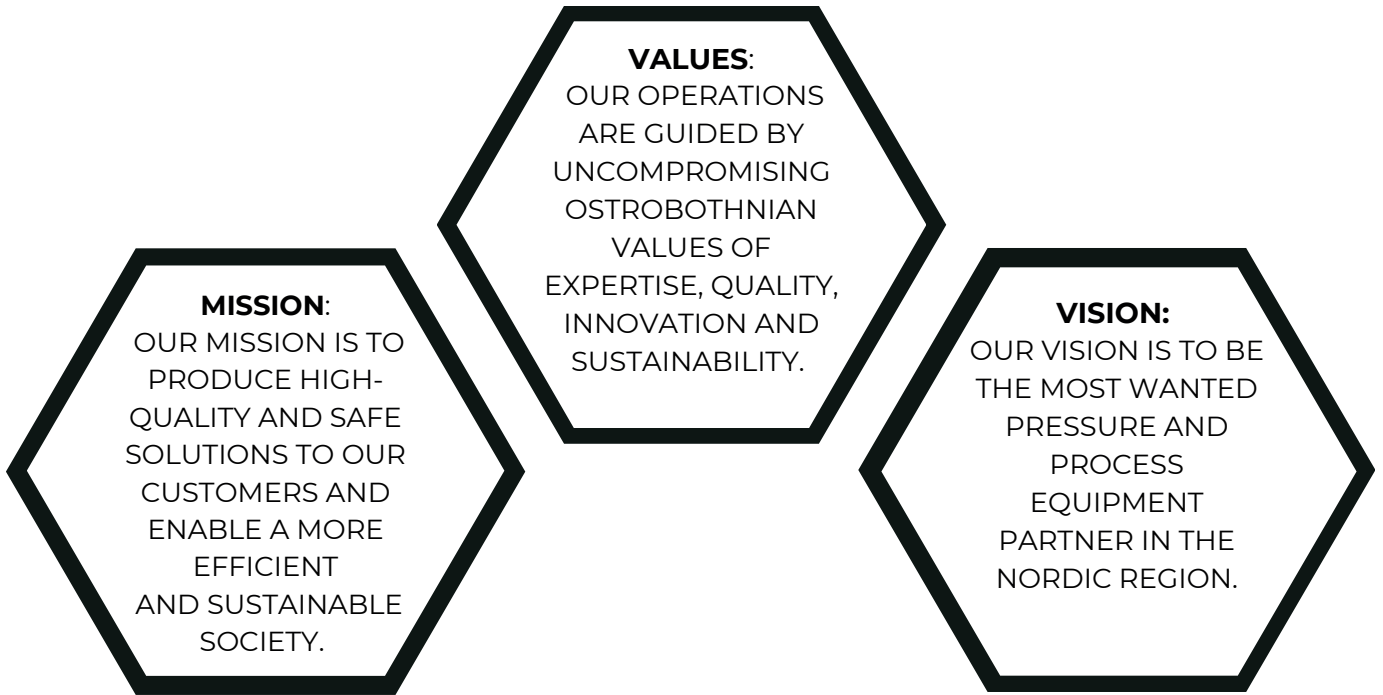 VALUES:
OUR OPERATIONS
ARE GUIDED BY
UNCOMPROMISING
OSTROBOTHNIAN
VALUES OF
EXPERTISE, QUALITY,
INNOVATION AND
SUSTAINABILITY.
MISSION:
OUR MISSION IS TO
PRODUCE HIGH-
QUALITY AND SAFE
SOLUTIONS TO OUR
CUSTOMERS AND
ENABLE A MORE
EFFICIENT
AND SUSTAINABLE
SOCIETY.
VISION:
OUR VISION IS TO BE
THE MOST WANTED
PRESSURE AND
PROCESS
EQUIPMENT
PARTNER IN THE
NORDIC REGION.